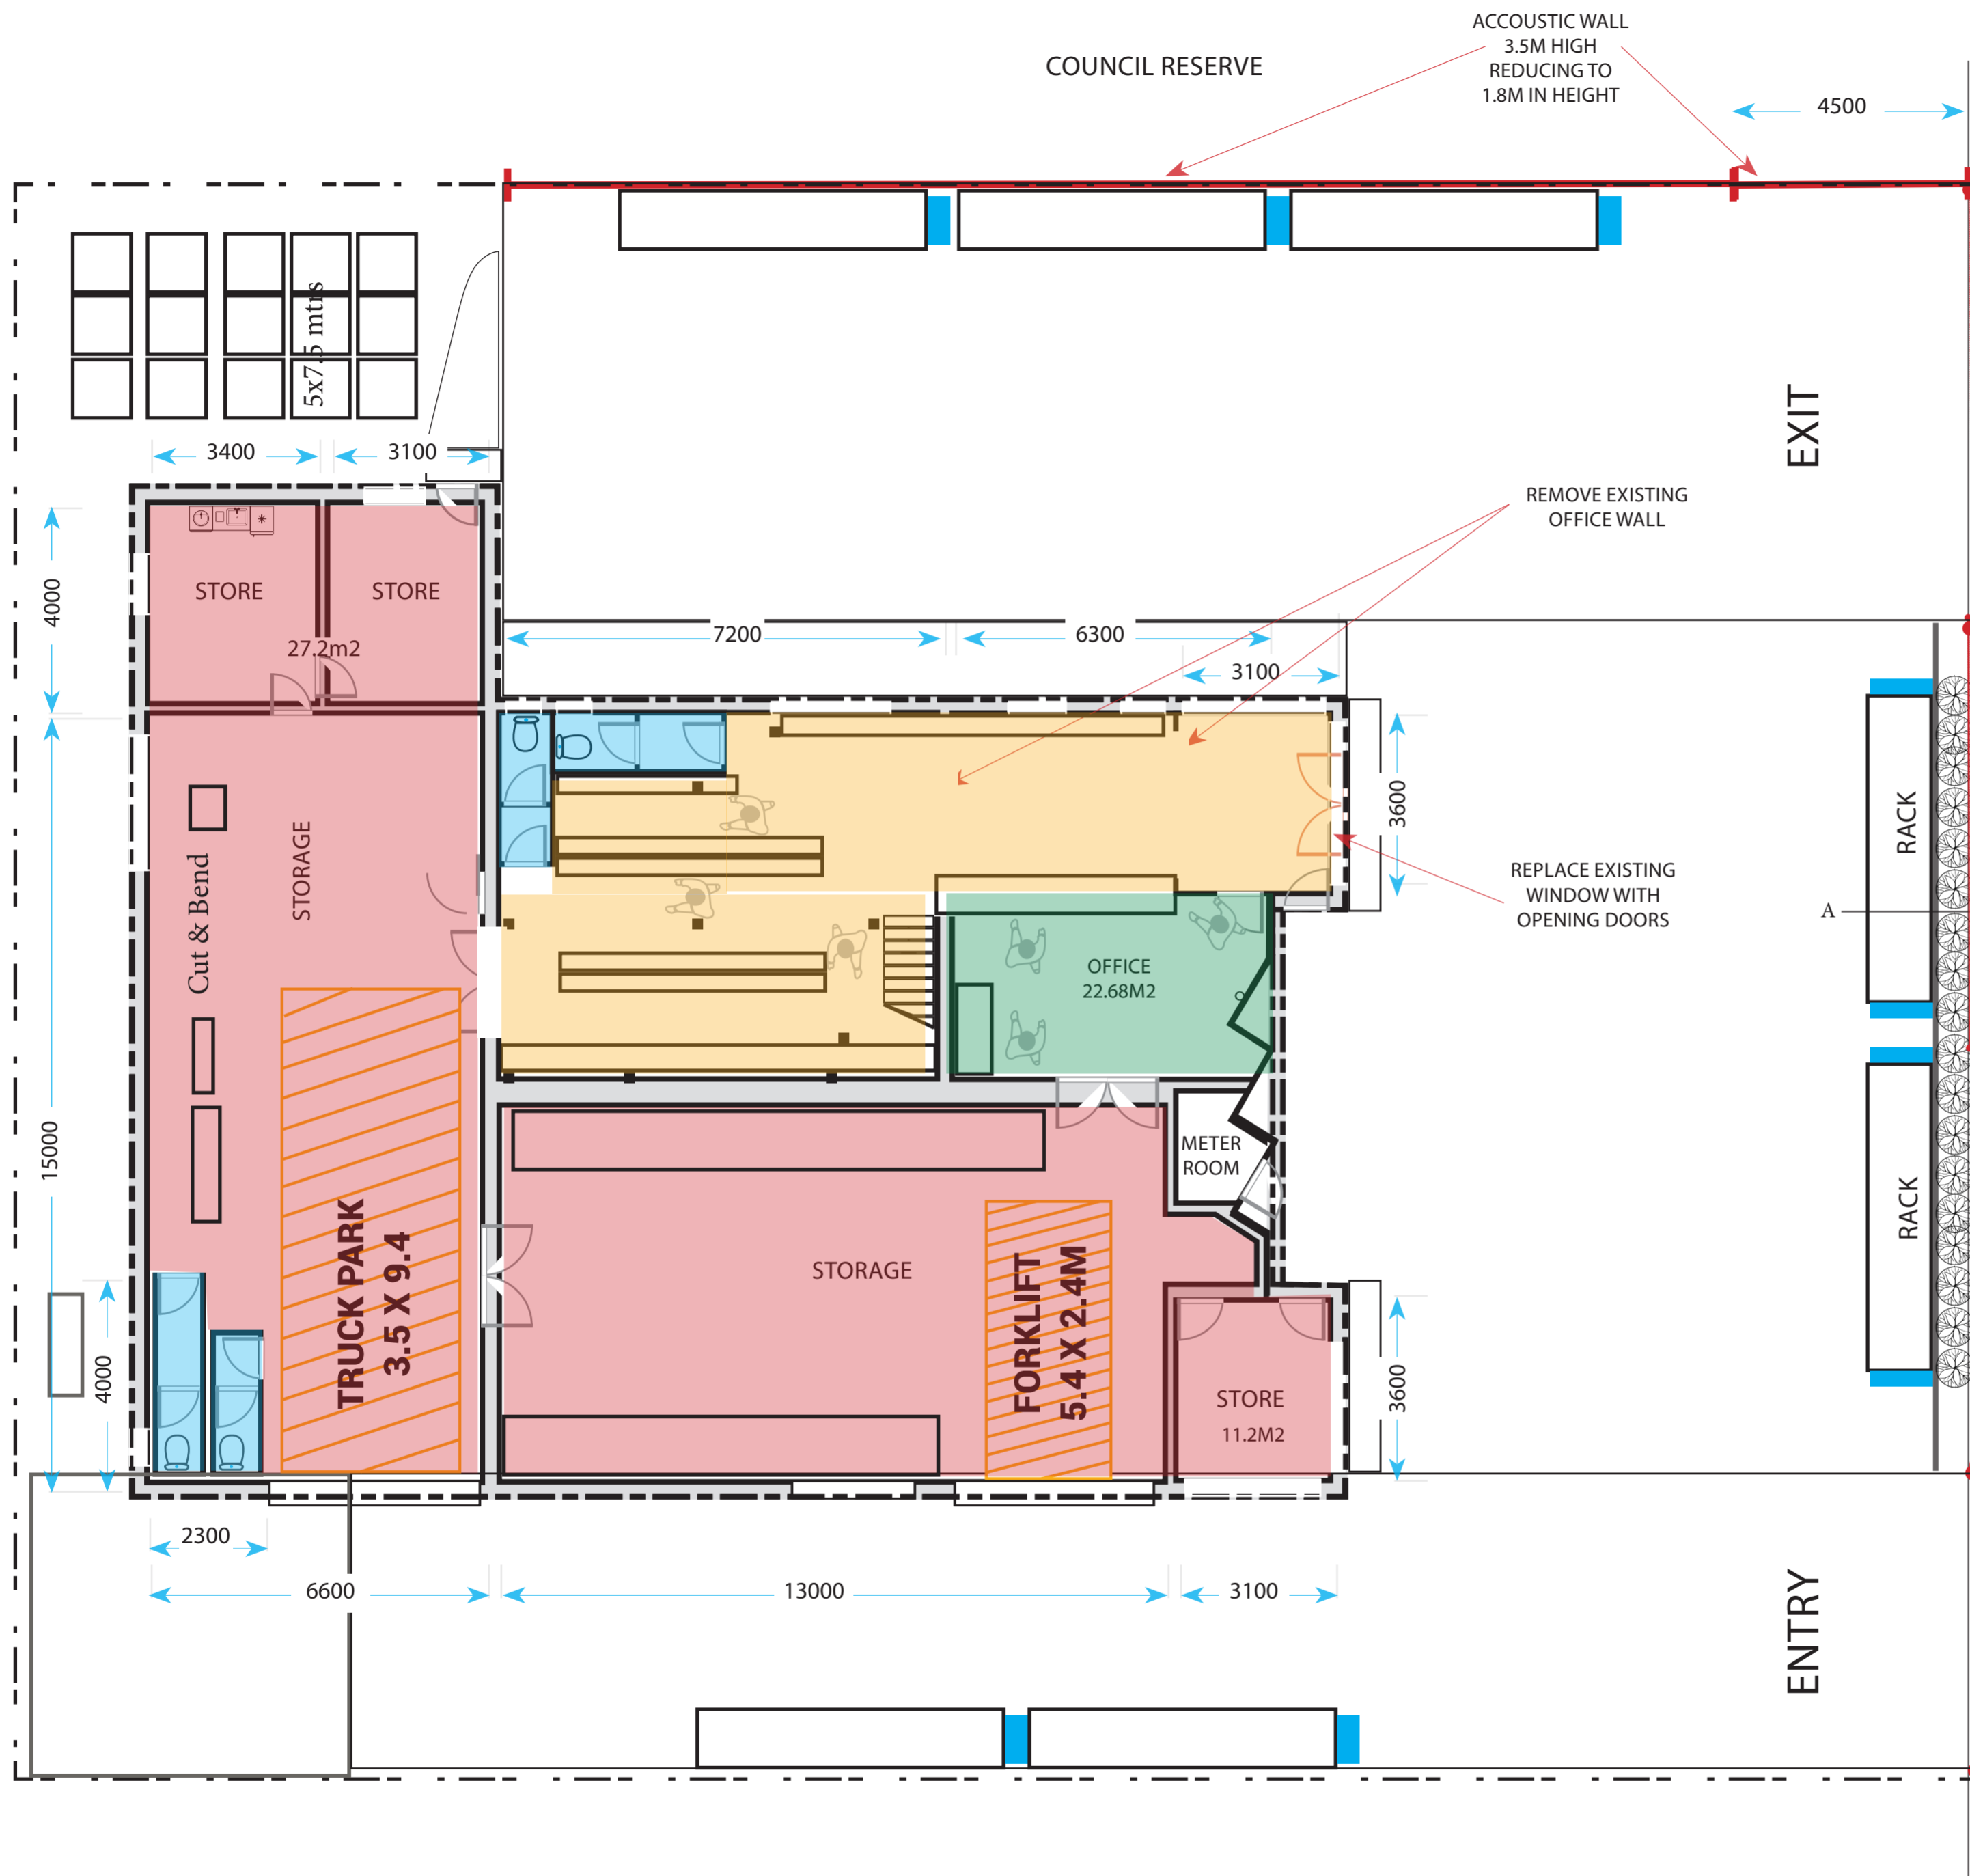 ACCOUSTIC WALL
3.5M HIGH
REDUCING TO
1.8M IN HEIGHT
COUNCIL RESERVE
4500
5x7.5 mtrs
EXIT
3400
3100
REMOVE EXISTING
OFFICE WALL
4000
STORE
STORE
27.2m2
7200
6300
3100
3600
RACK
STORAGE
Cut & Bend
REPLACE EXISTING
WINDOW WITH
OPENING DOORS
A
OFFICE
22.68M2
15000
METER
ROOM
RACK
TRUCK PARK
3.5 X 9.4
STORAGE
FORKLIFT
5.4 X 2.4M
4000
STORE
11.2M2
3600
2300
6600
13000
3100
ENTRY